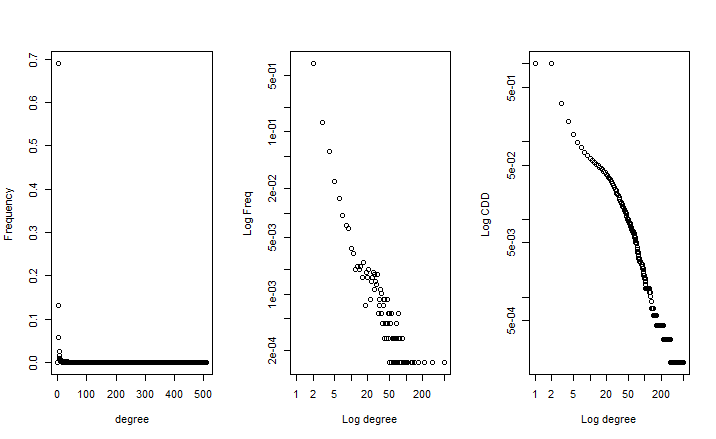 Frequency
0.0
0.1
0.2
0.3
0.4
0.5
0.6
0.7
0 100 200 300 400 500
degree
Log Freq
2e-04
1e-03
5e-03
2e-02
1e-01
5e-01
1 2 5 20 50 200
Log degree
Log CDD
5e-04
5e-03
5e-02
5e-01
1 2 5 10 20 50 200
Log degree